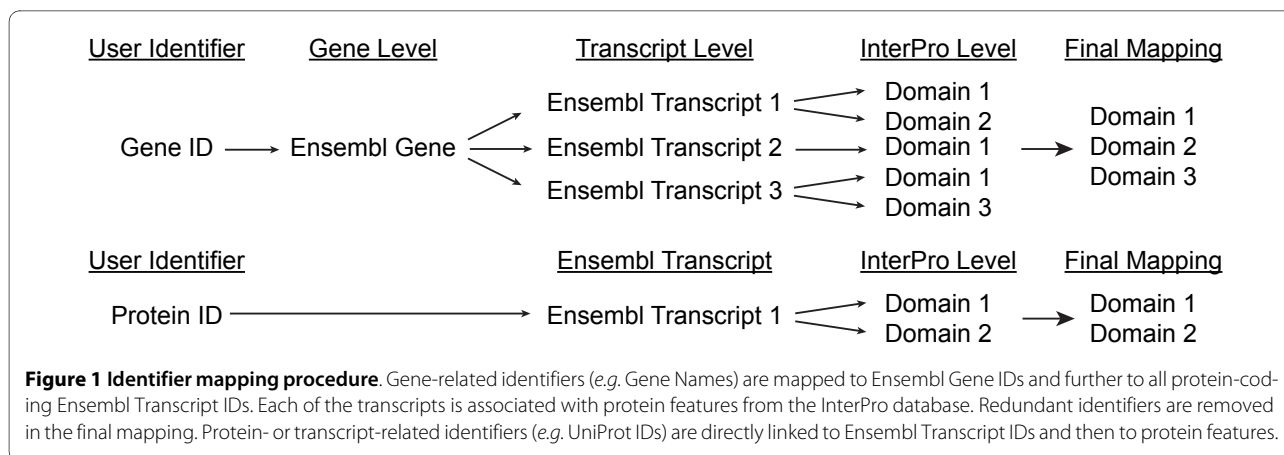 User Identifier Gene Level Transcript Level InterPro Level Final Mapping
Domain 1
Ensembl Transcript 1
Domain 2
Domain 1
Gene ID Ensembl Gene Ensembl Transcript 2 Domain 1 Domain 2
Domain 1
Domain 3
Ensembl Transcript 3
Domain 3
User Identifier Ensembl Transcript InterPro Level Final Mapping
Domain 1 Domain 1
Protein ID Ensembl Transcript 1
Domain 2 Domain 2
Figure 1 Identifier mapping procedure. Gene-related identifiers (e.g. Gene Names) are mapped to Ensembl Gene IDs and further to all protein-cod-
ing Ensembl Transcript IDs. Each of the transcripts is associated with protein features from the InterPro database. Redundant identifiers are removed
in the final mapping. Protein- or transcript-related identifiers (e.g. UniProt IDs) are directly linked to Ensembl Transcript IDs and then to protein features.